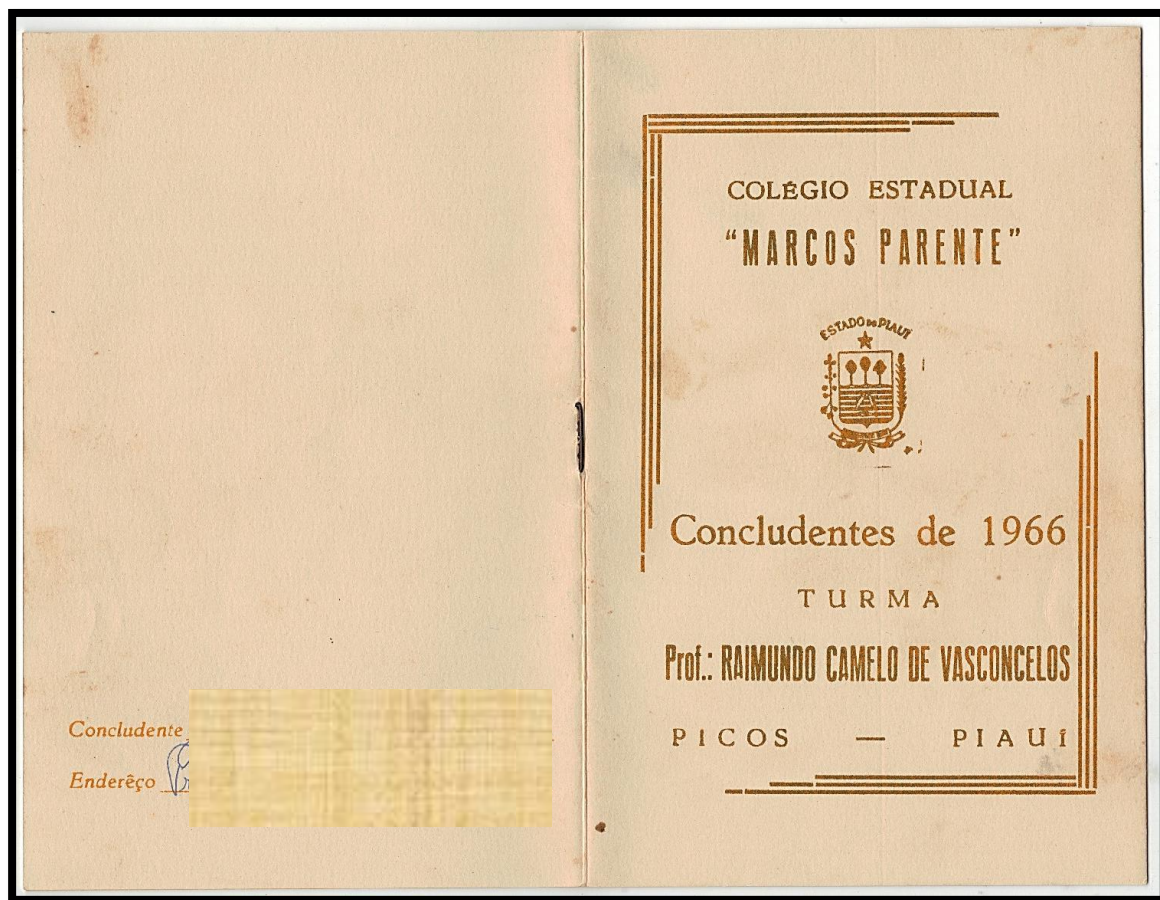 Concludente
Enderêço
COLÉGIO ESTADUAL
"MARCOS PARENTE"
ESTADO DO PIAUÍ
Concludentes de 1966
TURMA
Prof.: RAIMUNDO CAMELO DE VASCONCELOS
PICOS — PIAUÍ